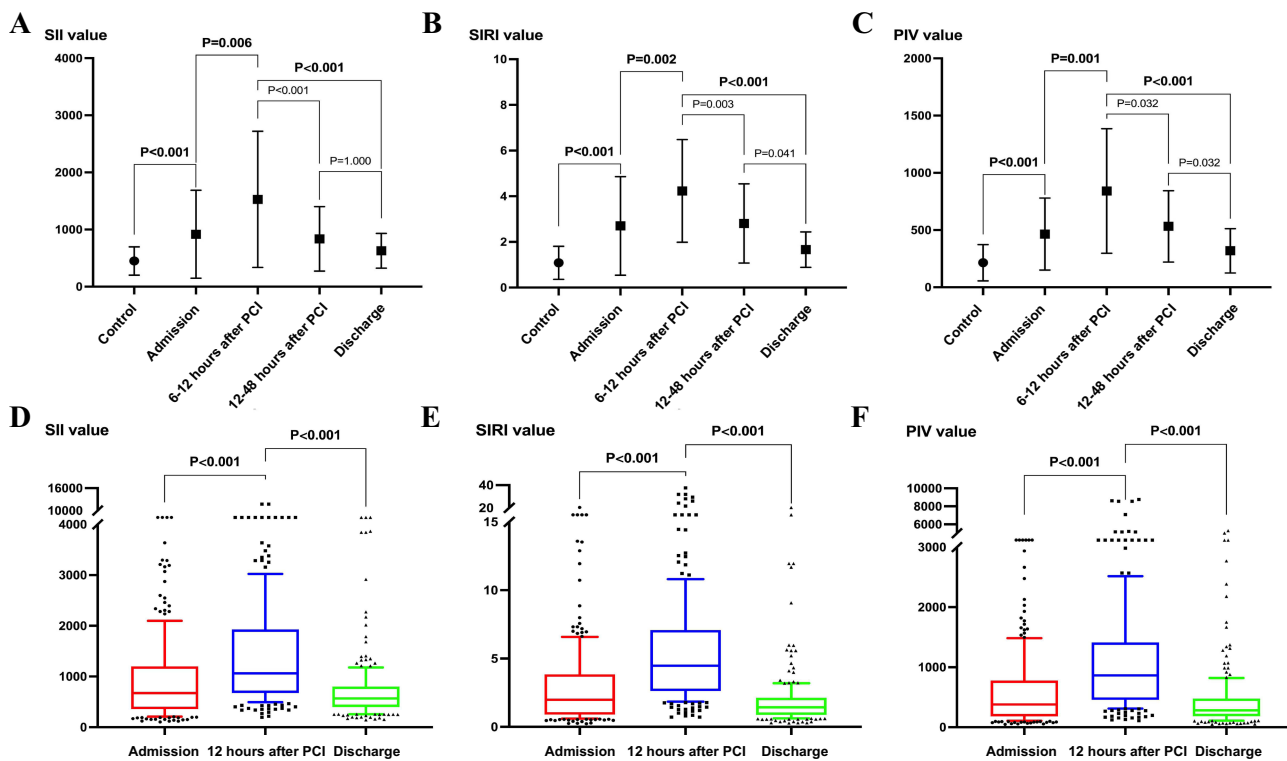 A
SII value
4000
3000
2000
1000
0
P<0.001
P=0.006
P<0.001
P<0.001
P=1.000
Control
Admission
6-12 hours after PCI
12-48 hours after PCI
Discharge
B
SIRI value
10
8
6
4
2
0
P<0.001
P=0.002
P<0.001
P=0.003
P=0.041
Control
Admission
6-12 hours after PCI
12-48 hours after PCI
Discharge
C
PIV value
2000
1500
1000
500
0
P<0.001
P=0.001
P<0.001
P=0.032
P=0.032
Control
Admission
6-12 hours after PCI
12-48 hours after PCI
Discharge
D
SII value
P<0.001
P<0.001
16000
10000
4000
3000
2000
1000
0
Admission 12 hours after PCI Discharge
E
SIRI value
P<0.001
P<0.001
40
20
15
10
5
0
Admission 12 hours after PCI Discharge
F
PIV value
P<0.001
P<0.001
10000
8000
6000
4000
3000
2000
1000
0
Admission 12 hours after PCI Discharge